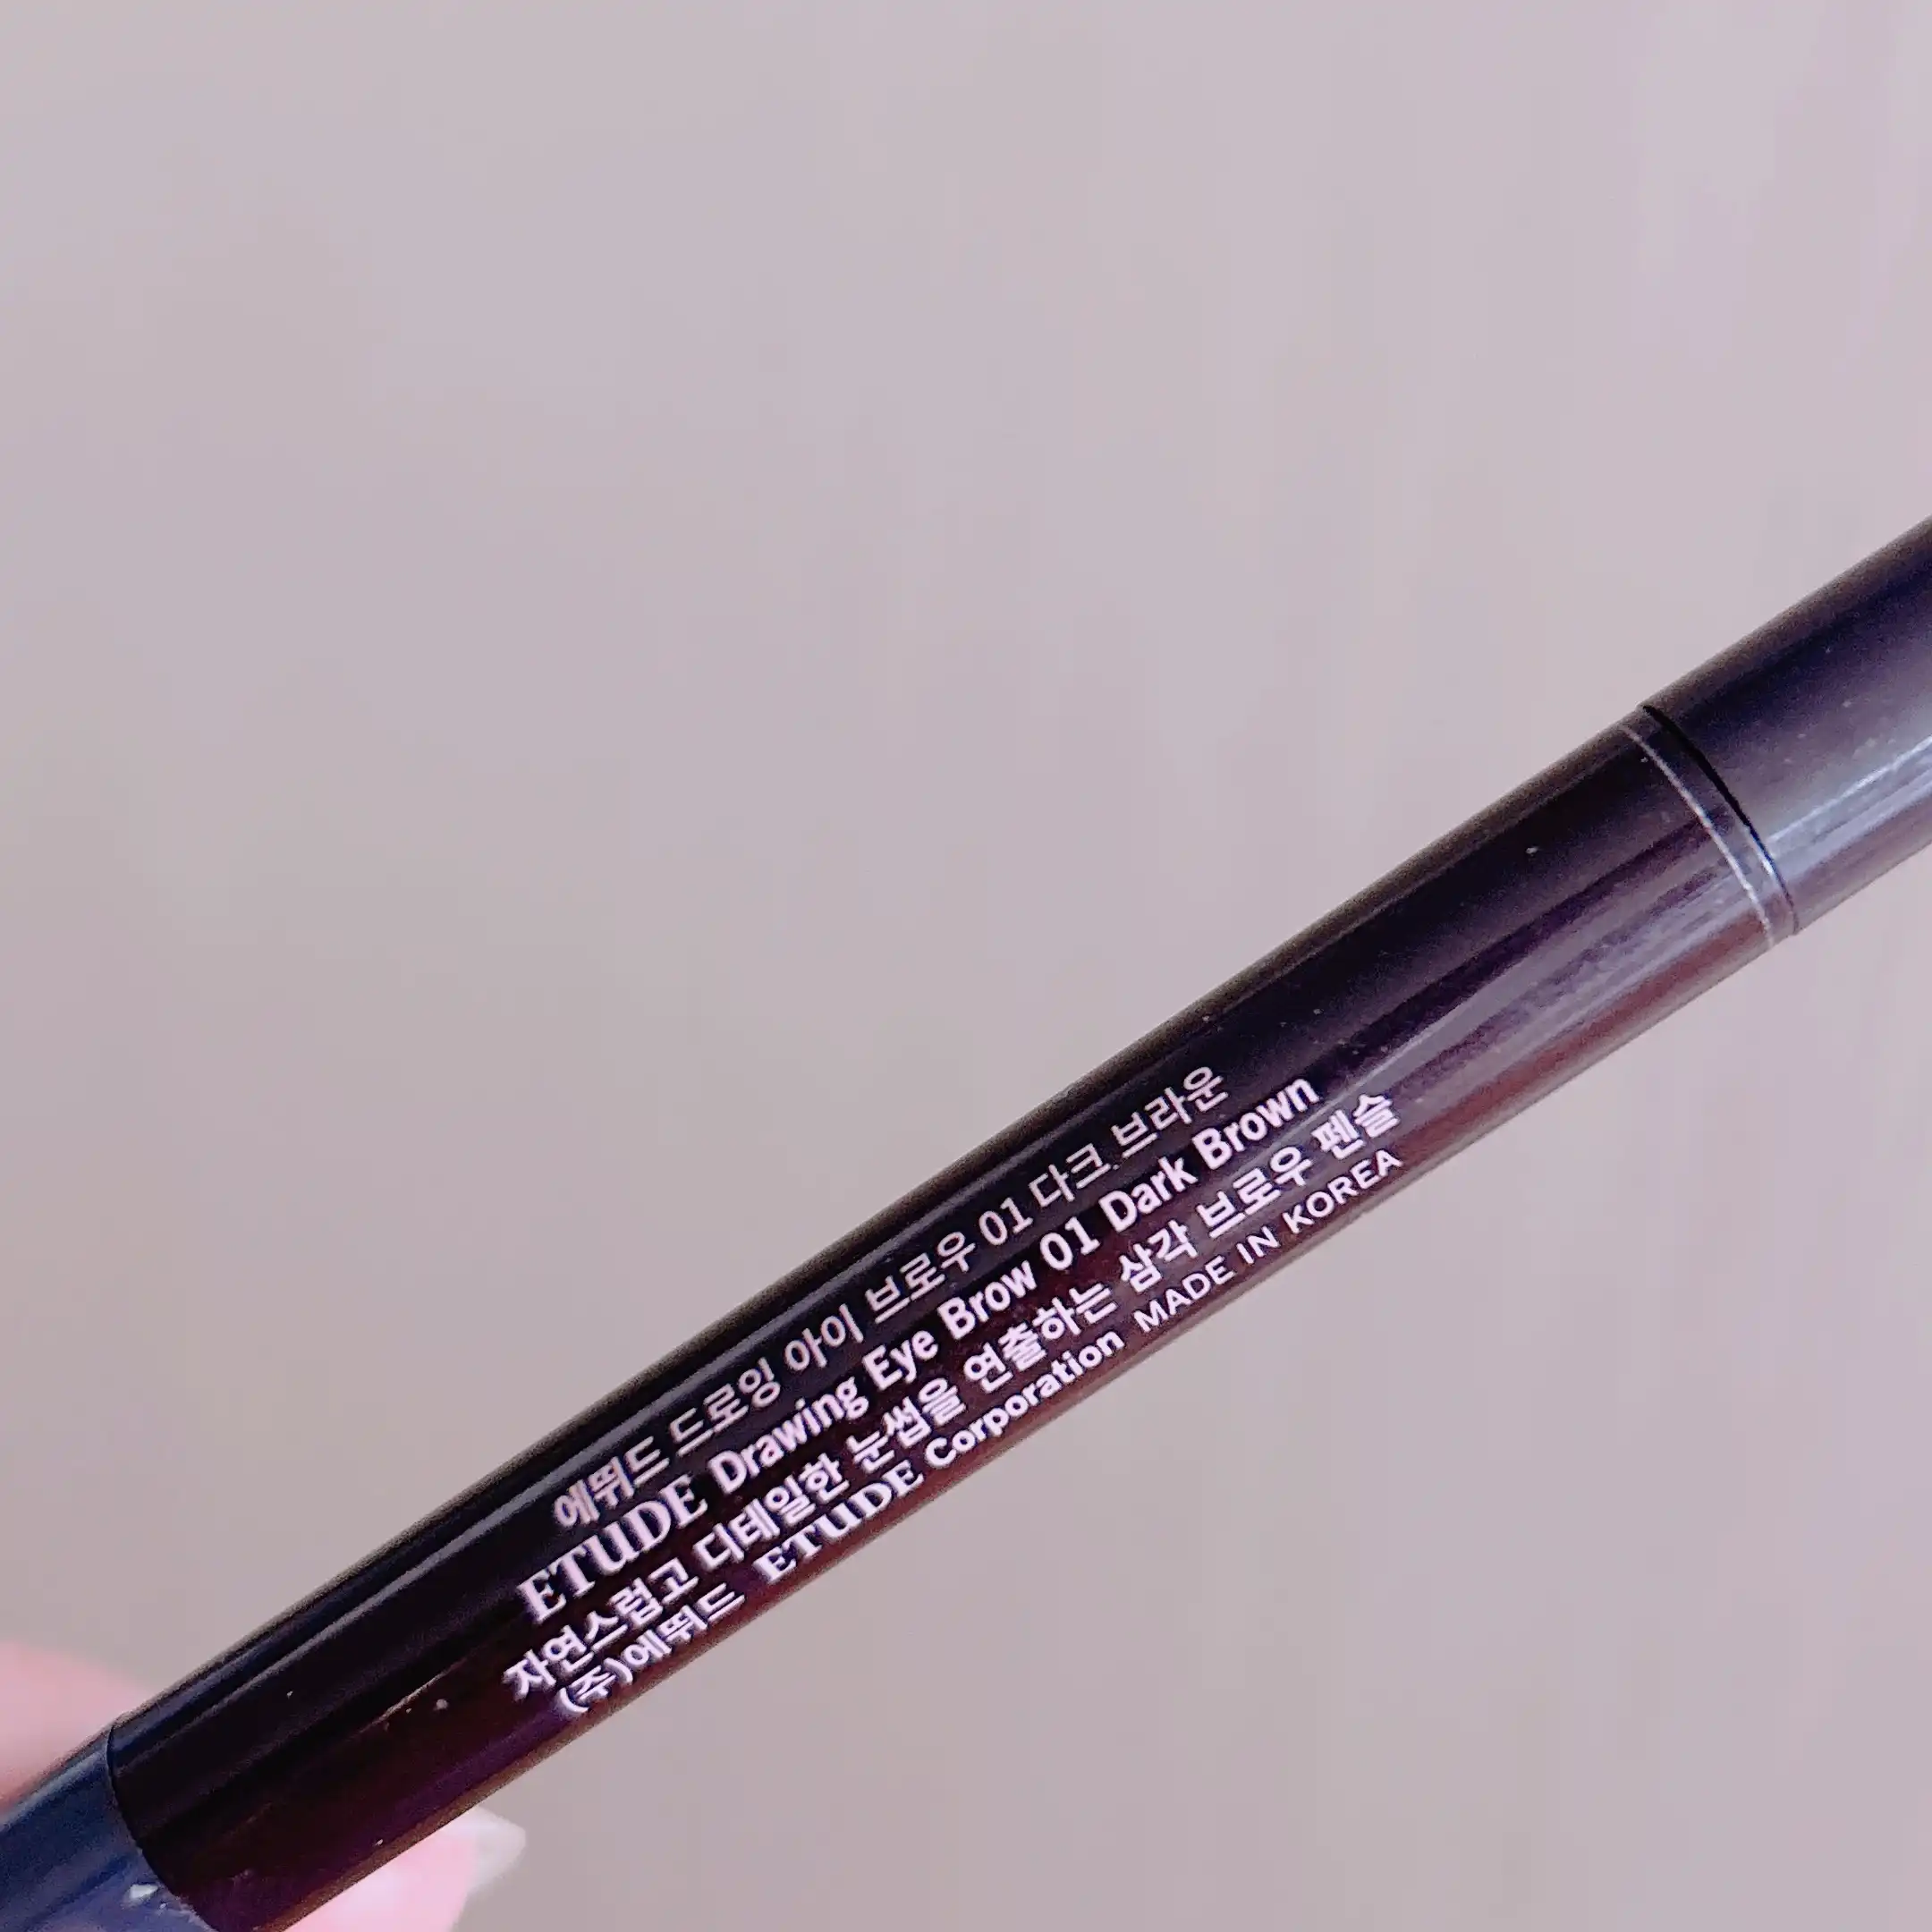 에뛰드 드로잉 아이 브로우 01 다크 브라운
ETUDE Drawing Eye Brow 01 Dark Brown
자연스럽고 디테일한 눈썹을 연출하는 삼각 브로우 펜슬
(주)에뛰드 ETUDE Corporation MADE IN KOREA